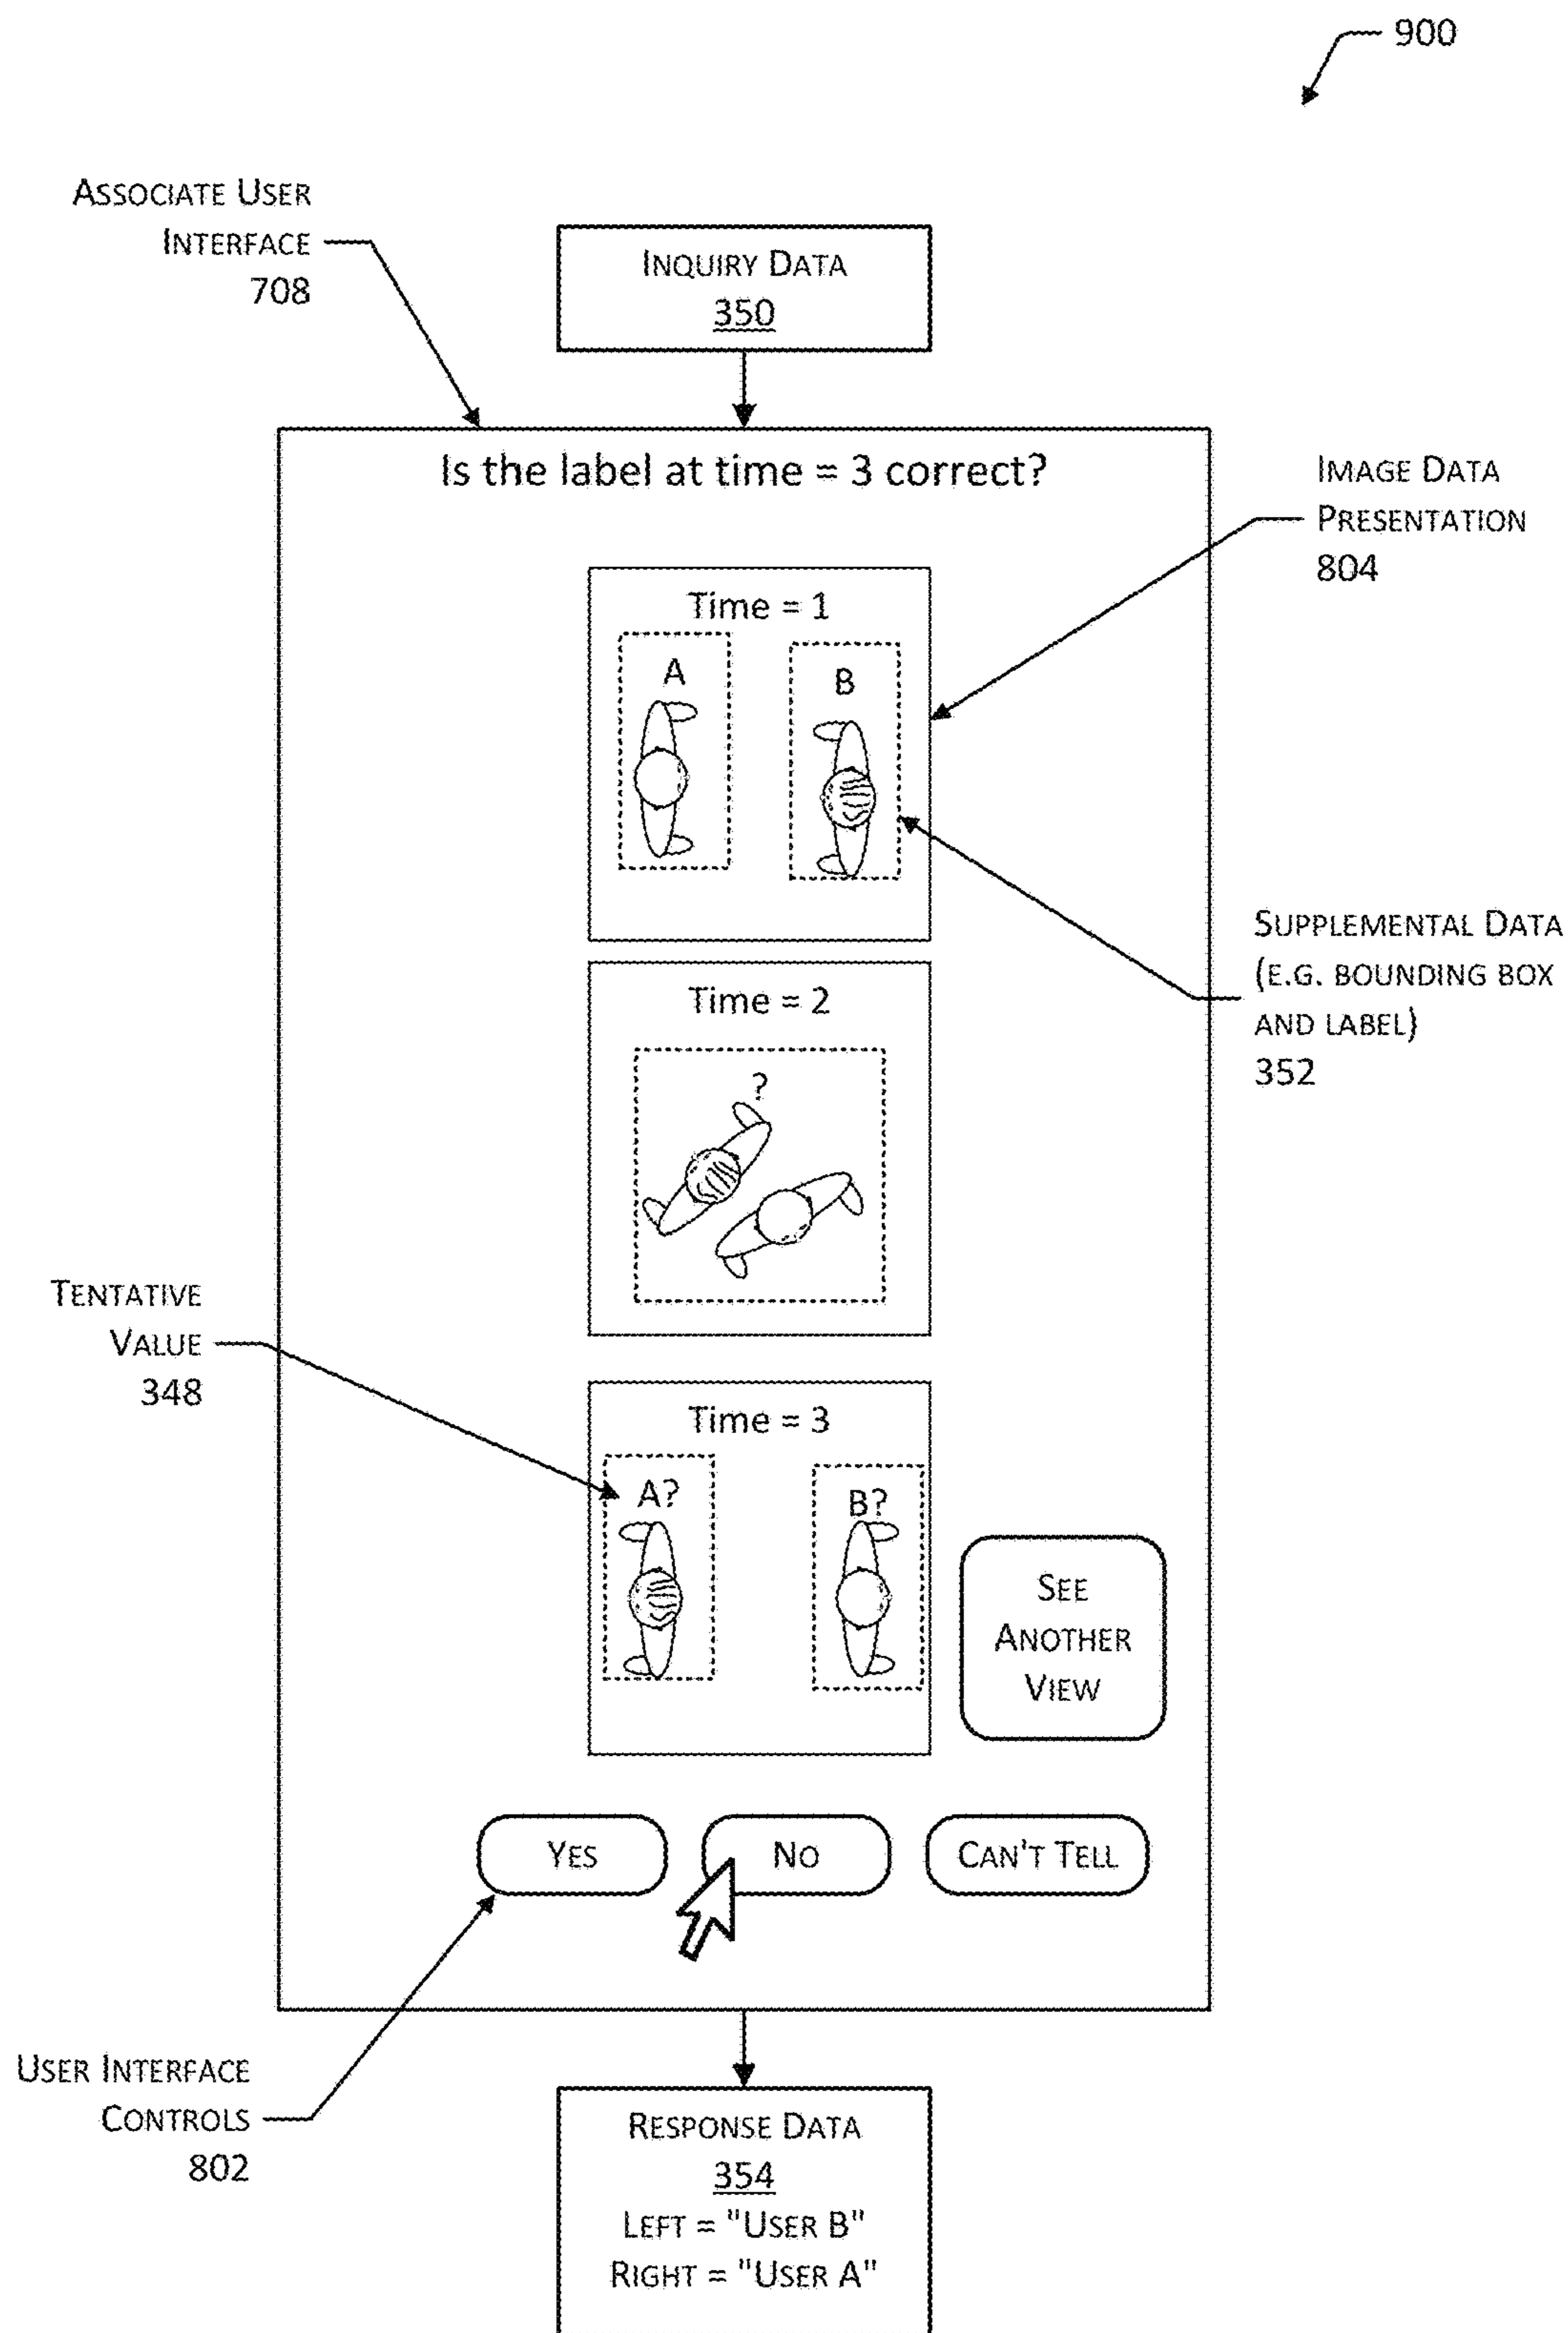 900
ASSOCIATE USER
INTERFACE
708
INQUIRY DATA
350
Is the label at time = 3 correct?
IMAGE DATA
PRESENTATION
804
Time = 1
A
B
SUPPLEMENTAL DATA
(E.G. BOUNDING BOX
AND LABEL)
352
Time = 2
?
TENTATIVE
VALUE
348
Time = 3
A?
B?
SEE
ANOTHER
VIEW
YES
NO
CAN'T TELL
USER INTERFACE
CONTROLS
802
RESPONSE DATA
354
LEFT = "USER B"
RIGHT = "USER A"